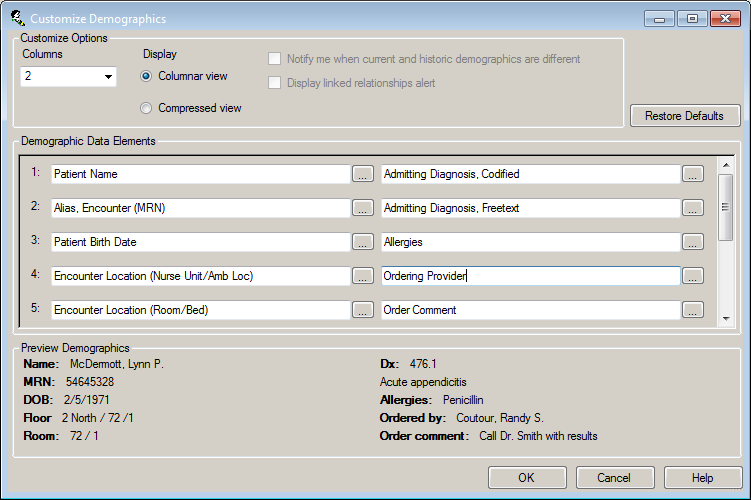 Customize Demographics
Customize Options
Columns
2
Display
Columnar view
Compressed view
Notify me when current and historic demographics are different
Display linked relationships alert
Restore Defaults
Demographic Data Elements
1: Patient Name ... Admitting Diagnosis, Codified ...
2: Alias, Encounter (MRN) ... Admitting Diagnosis, Freetext ...
3: Patient Birth Date ... Allergies ...
4: Encounter Location (Nurse Unit/Amb Loc) ... Ordering Provider ...
5: Encounter Location (Room/Bed) ... Order Comment ...
Preview Demographics
Name: McDermott, Lynn P.
MRN: 54645328
DOB: 2/5/1971
Floor 2 North / 72 /1
Room: 72 / 1
Dx: 476.1
Acute appendicitis
Allergies: Penicillin
Ordered by: Coutour, Randy S.
Order comment: Call Dr. Smith with results
OK Cancel Help